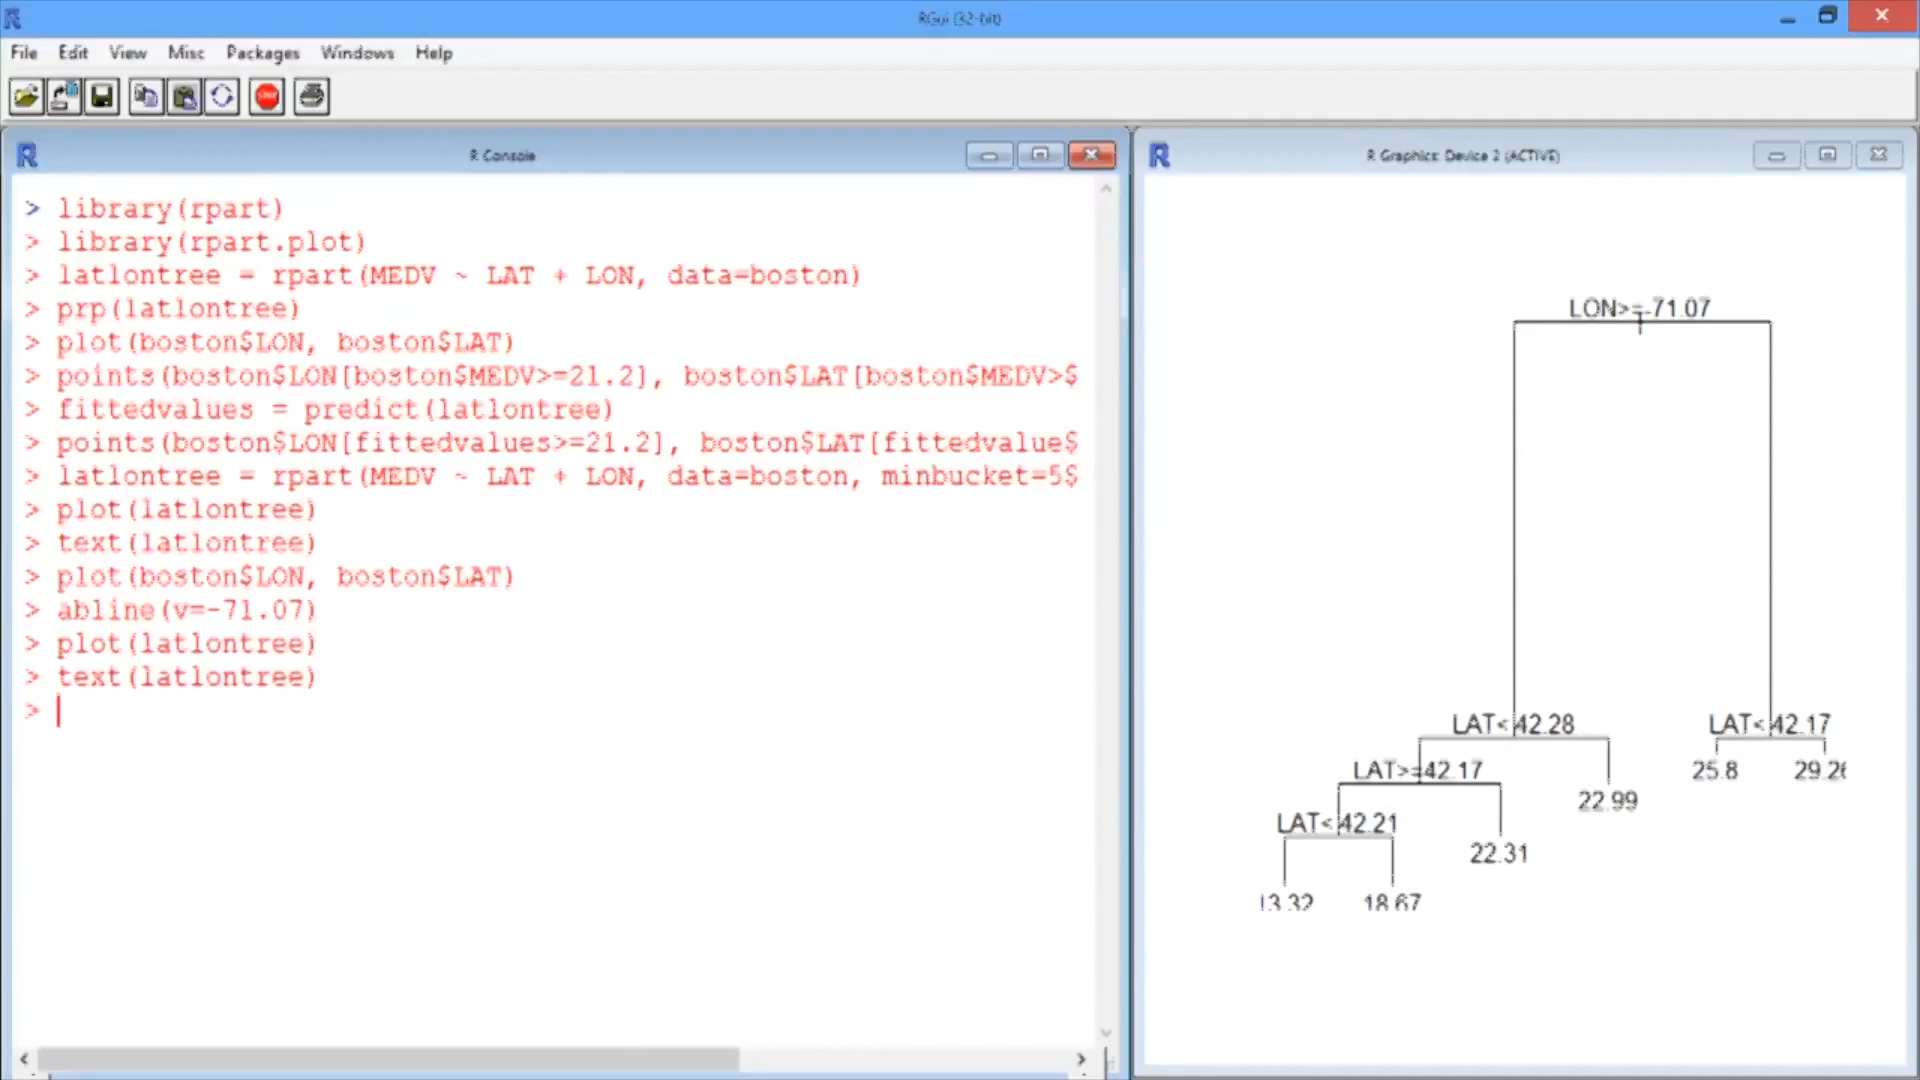 RGui (32-bit)
File Edit View Misc Packages Windows Help
STOP
R Console
> library(rpart)
> library(rpart.plot)
> latlontree = rpart(MEDV ~ LAT + LON, data=boston)
> prp(latlontree)
> plot(boston$LON, boston$LAT)
> points(boston$LON[boston$MEDV>=21.2], boston$LAT[boston$MEDV>$
> fittedvalues = predict(latlontree)
> points(boston$LON[fittedvalues>=21.2], boston$LAT[fittedvalue$
> latlontree = rpart(MEDV ~ LAT + LON, data=boston, minbucket=5$
> plot(latlontree)
> text(latlontree)
> plot(boston$LON, boston$LAT)
> abline(v=-71.07)
> plot(latlontree)
> text(latlontree)
>
R Graphics: Device 2 (ACTIVE)
LON>=-71.07
LAT< 42.28
LAT< 42.17
LAT>=42.17
25.8
29.26
22.99
LAT< 42.21
22.31
13.32
18.67